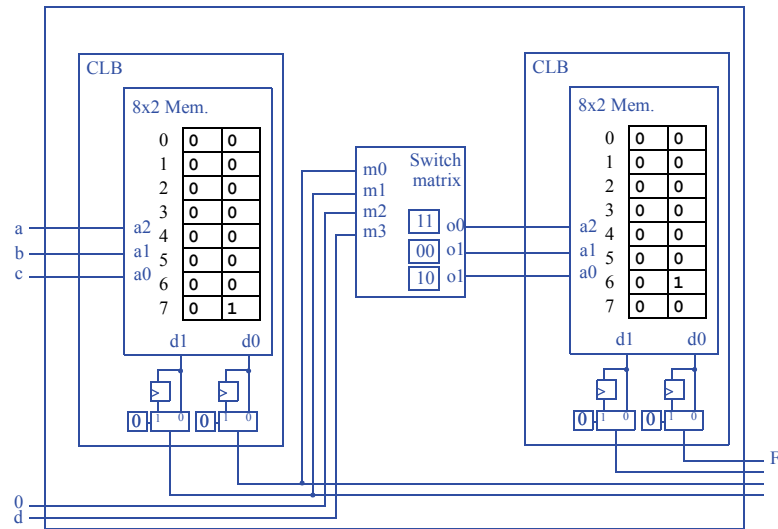 CLB
8x2 Mem.
0 0 0
1 0 0
2 0 0
3 0 0
4 0 0
5 0 0
6 0 0
7 0 1
a a2
b a1
c a0
d1 d0
1 0
0
1 0
0
Switch
matrix
m0
m1
m2
m3
11 o0
00 o1
10 o1
CLB
8x2 Mem.
0 0 0
1 0 0
2 0 0
3 0 0
4 0 0
5 0 0
6 0 1
7 0 0
a2
a1
a0
d1 d0
1 0
0
1 0
0
F
0
d